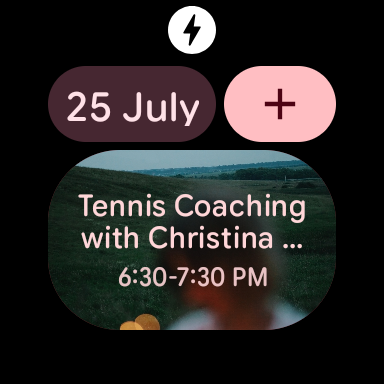 25 July
+
Tennis Coaching
with Christina ...
6:30-7:30 PM